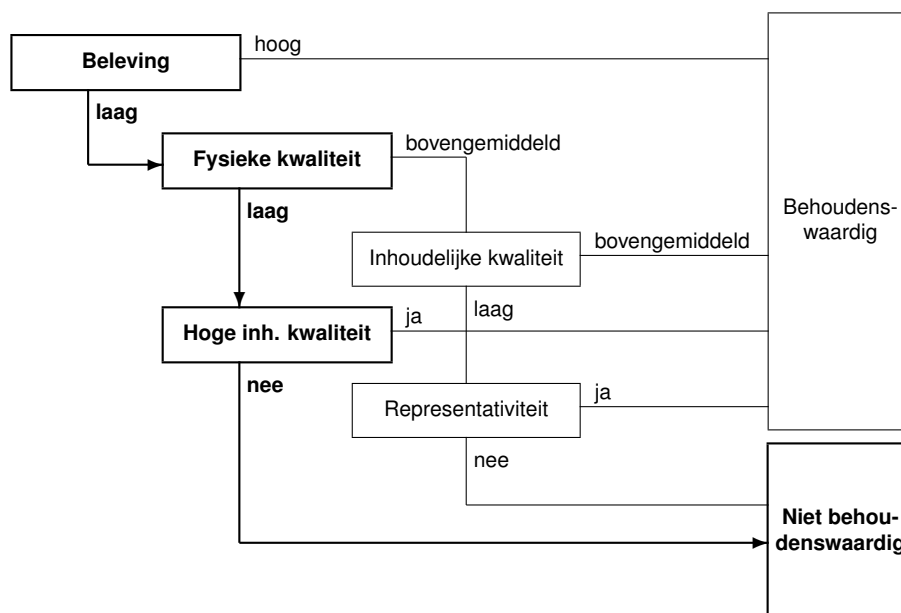 hoog
Beleving
laag
bovengemiddeld
Fysieke kwaliteit
laag
Behoudens-
waardig
bovengemiddeld
Inhoudelijke kwaliteit
laag
ja
Hoge inh. kwaliteit
nee
ja
Representativiteit
nee
Niet behou-
denswaardig